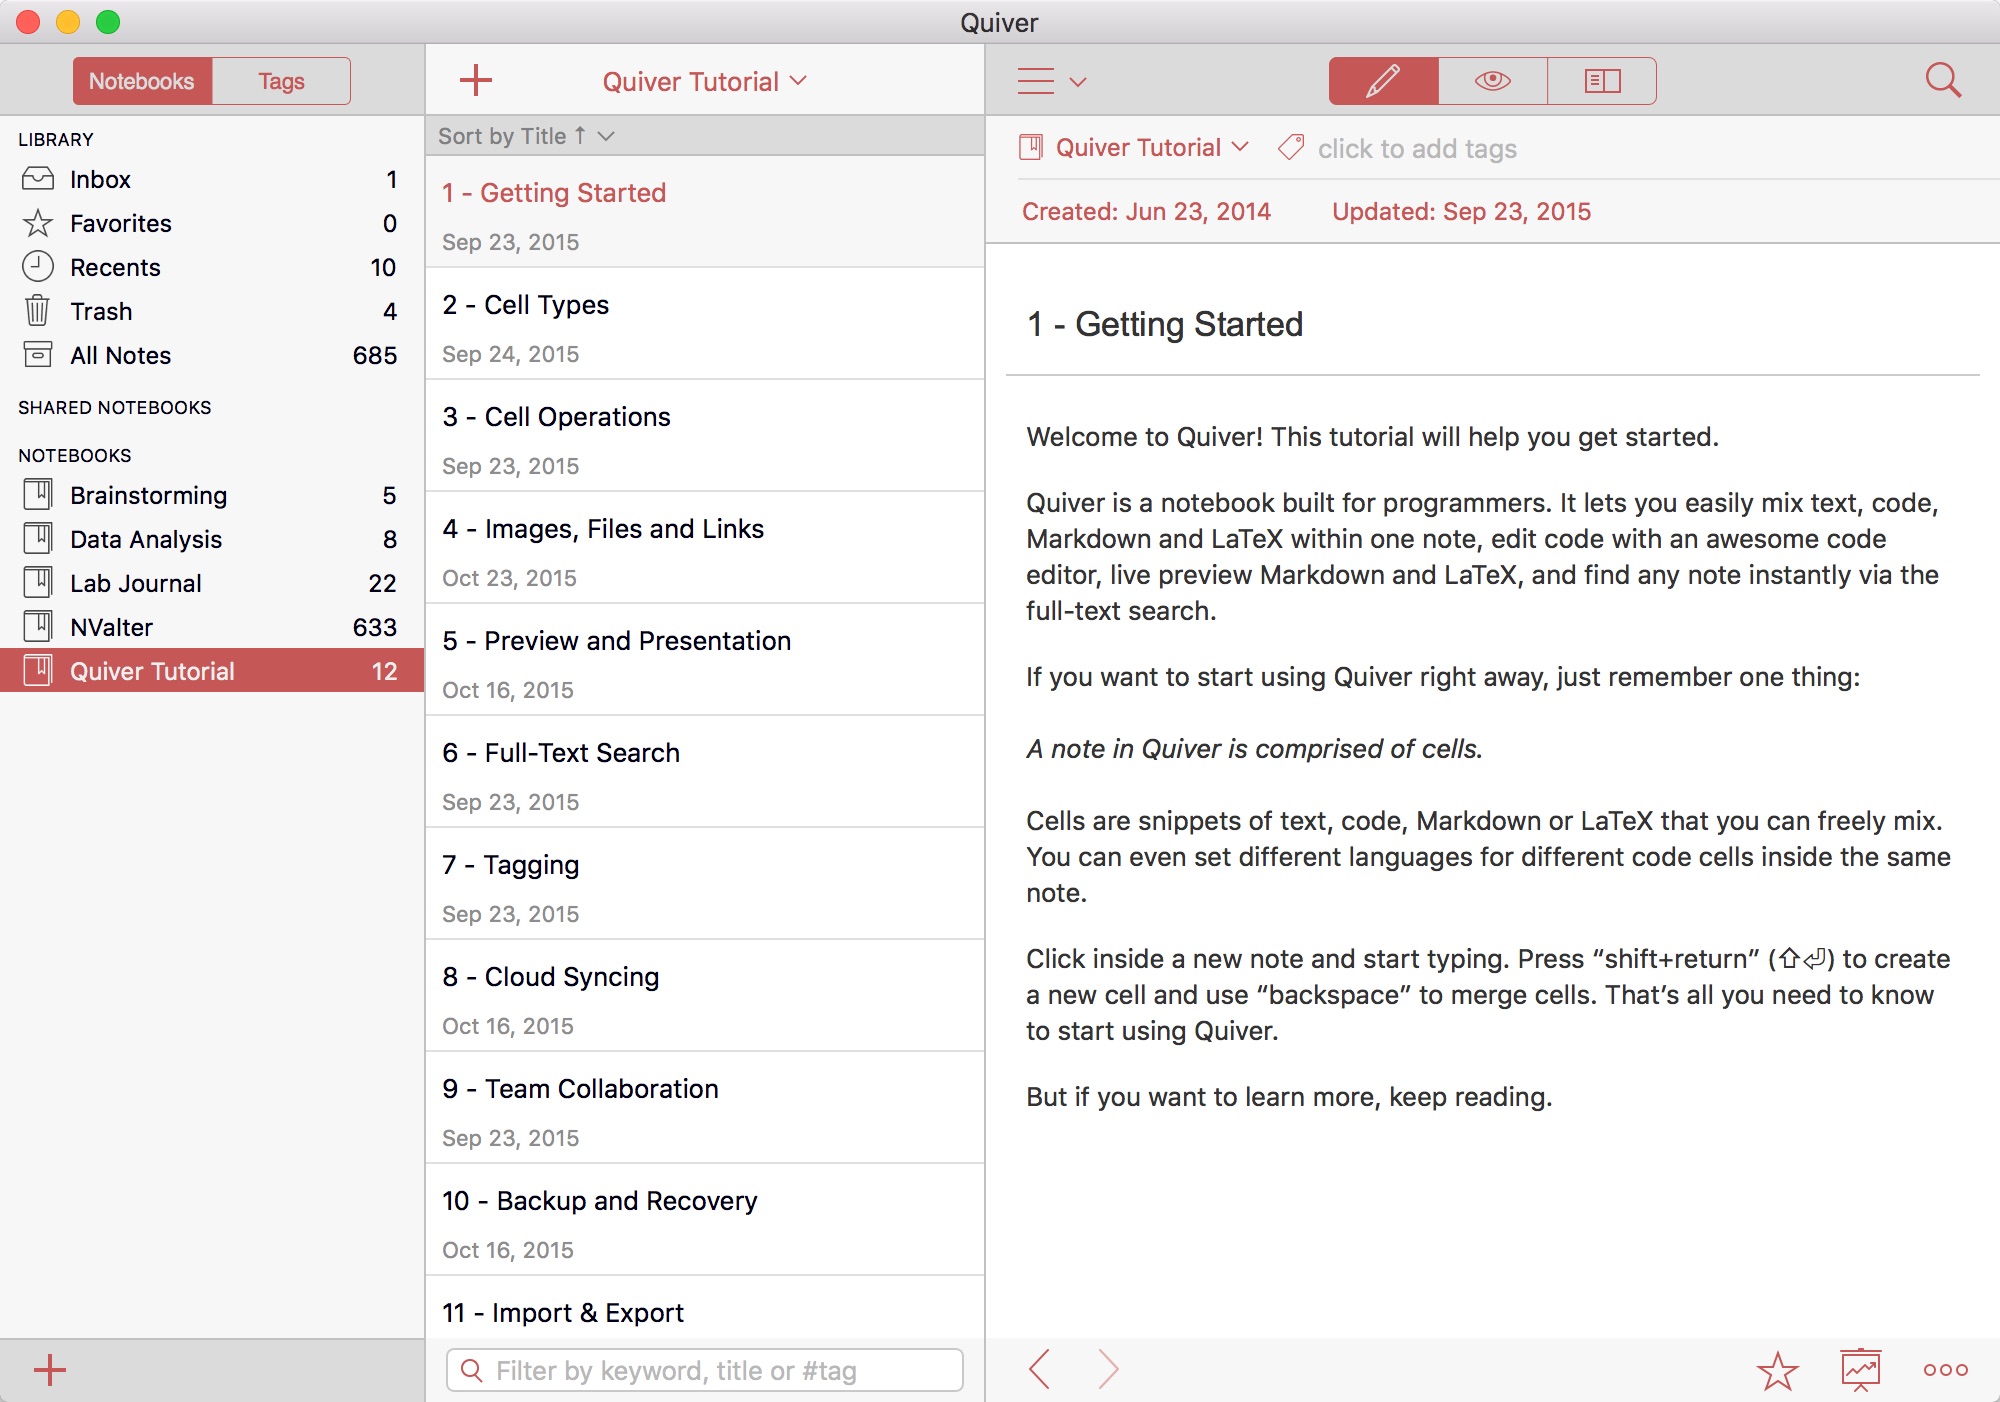 Quiver
Notebooks
Tags
LIBRARY
Inbox 1
Favorites 0
Recents 10
Trash 4
All Notes 685
SHARED NOTEBOOKS
NOTEBOOKS
Brainstorming 5
Data Analysis 8
Lab Journal 22
NValter 633
Quiver Tutorial 12
Quiver Tutorial
Sort by Title ↑
1 - Getting Started
Sep 23, 2015
2 - Cell Types
Sep 24, 2015
3 - Cell Operations
Sep 23, 2015
4 - Images, Files and Links
Oct 23, 2015
5 - Preview and Presentation
Oct 16, 2015
6 - Full-Text Search
Sep 23, 2015
7 - Tagging
Sep 23, 2015
8 - Cloud Syncing
Oct 16, 2015
9 - Team Collaboration
Sep 23, 2015
10 - Backup and Recovery
Oct 16, 2015
11 - Import & Export
Filter by keyword, title or #tag
Quiver Tutorial
click to add tags
Created: Jun 23, 2014
Updated: Sep 23, 2015
1 - Getting Started
Welcome to Quiver! This tutorial will help you get started.
Quiver is a notebook built for programmers. It lets you easily mix text, code,
Markdown and LaTeX within one note, edit code with an awesome code
editor, live preview Markdown and LaTeX, and find any note instantly via the
full-text search.
If you want to start using Quiver right away, just remember one thing:
A note in Quiver is comprised of cells.
Cells are snippets of text, code, Markdown or LaTeX that you can freely mix.
You can even set different languages for different code cells inside the same
note.
Click inside a new note and start typing. Press “shift+return” (⇧⏎) to create
a new cell and use “backspace” to merge cells. That’s all you need to know
to start using Quiver.
But if you want to learn more, keep reading.